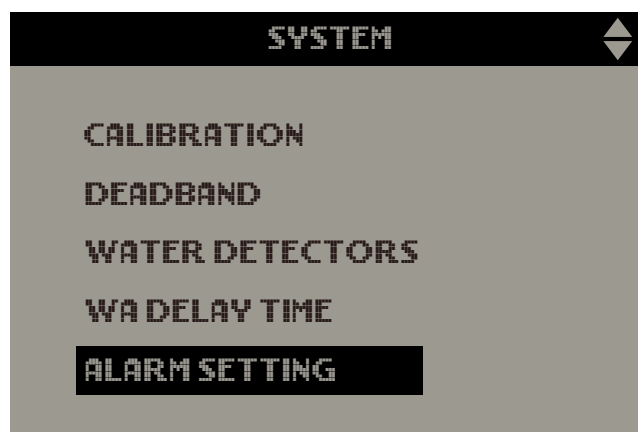 SYSTEM
CALIBRATION
DEADBAND
WATER DETECTORS
WA DELAY TIME
ALARM SETTING